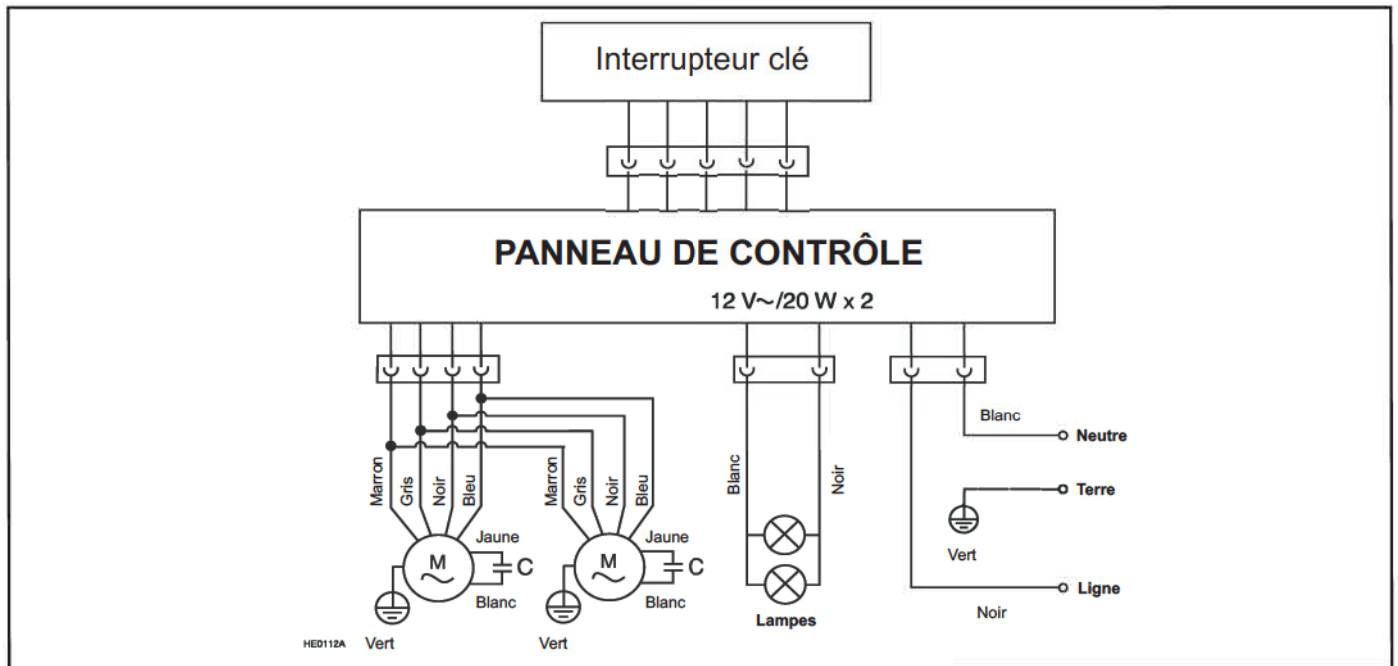 Interrupteur clé
PANNEAU DE CONTRÔLE
12 V~/20 W x 2
Blanc
Neutre
Marron
Gris
Noir
Bleu
Marron
Gris
Noir
Bleu
Blanc
Noir
Terre
Vert
Jaune
M
C
Blanc
Jaune
M
C
Blanc
Ligne
Noir
Lampes
HE0112A
Vert
Vert